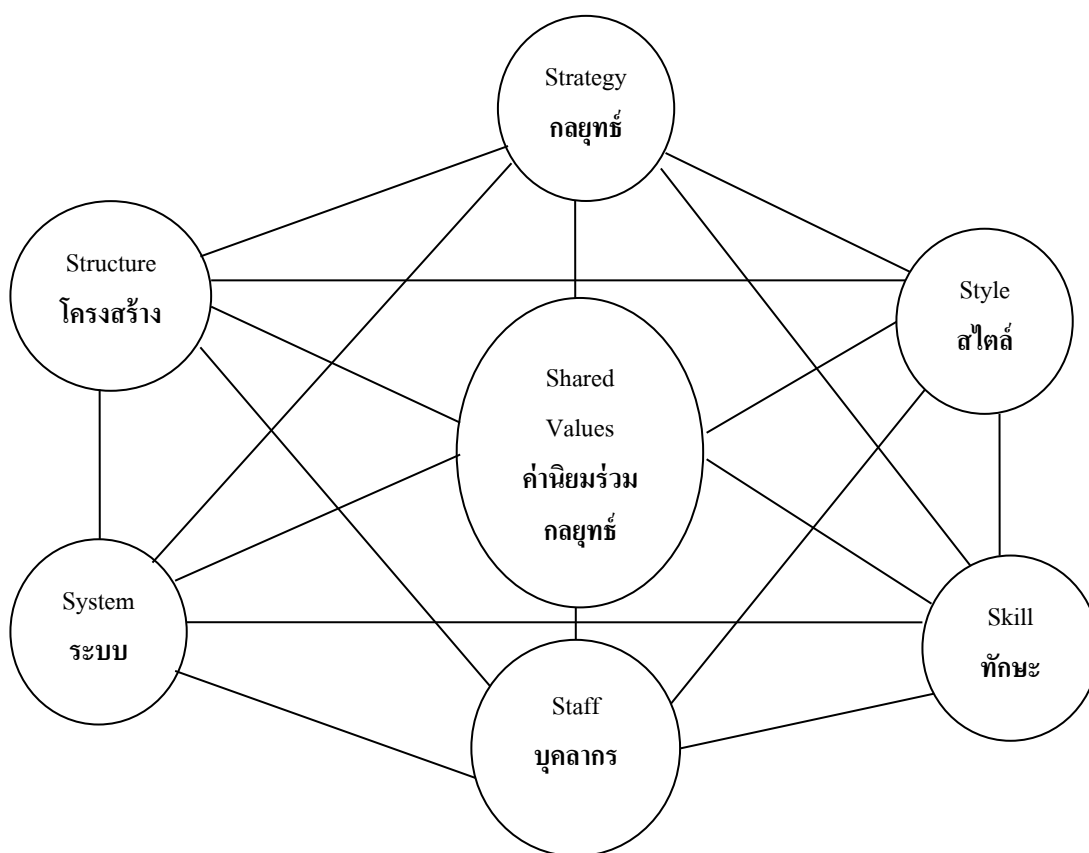 Strategy
กลยุทธ์
Structure
โครงสร้าง
Style
สไตล์
Shared
Values
ค่านิยมร่วม
กลยุทธ์
System
ระบบ
Skill
ทักษะ
Staff
บุคลากร